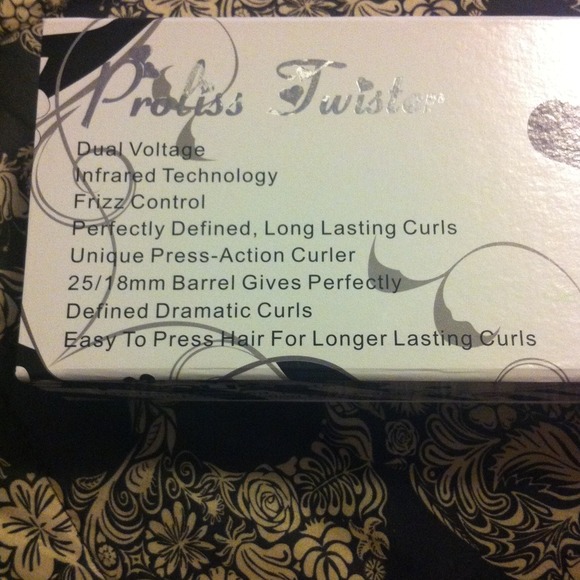 Proliss Twister
Dual Voltage
Infrared Technology
Frizz Control
Perfectly Defined, Long Lasting Curls
Unique Press-Action Curler
25/18mm Barrel Gives Perfectly
Defined Dramatic Curls
Easy To Press Hair For Longer Lasting Curls